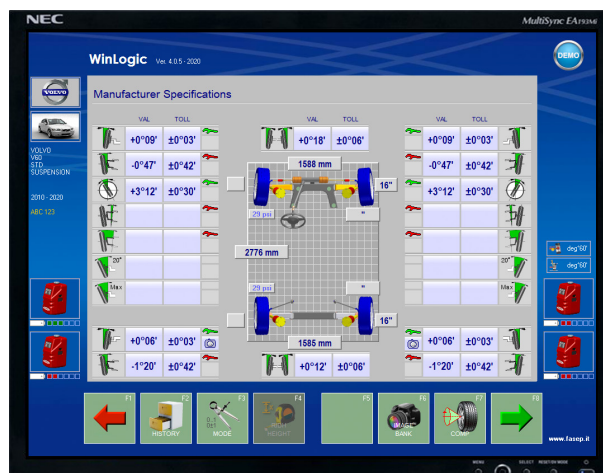 NEC
MultiSync EA193Mi
WinLogic Ver. 4.0.5 - 2020
DEMO
VOLVO
Manufacturer Specifications
VAL TOLL VAL TOLL VAL TOLL
+0°09' ±0°03' +0°18' ±0°06' +0°09' ±0°03'
VOLVO
V60
STD
SUSPENSION
2010 - 2020
ABC 123
-0°47' ±0°42' 1588 mm -0°47' ±0°42'
+3°12' ±0°30' 16" +3°12' ±0°30'
29 psi "
2776 mm
deg°60'
20° 20°
deg°60'
Max Max
29 psi "
16"
+0°06' ±0°03' 1585 mm +0°06' ±0°03'
-1°20' ±0°42' +0°12' ±0°06' -1°20' ±0°42'
F1 F2 F3 F4 F5 F6 F7 F8
HISTORY MODE RIDE HEIGHT IMAGE BANK COMP
www.fasep.it
MENU SELECT RESET/DV MODE